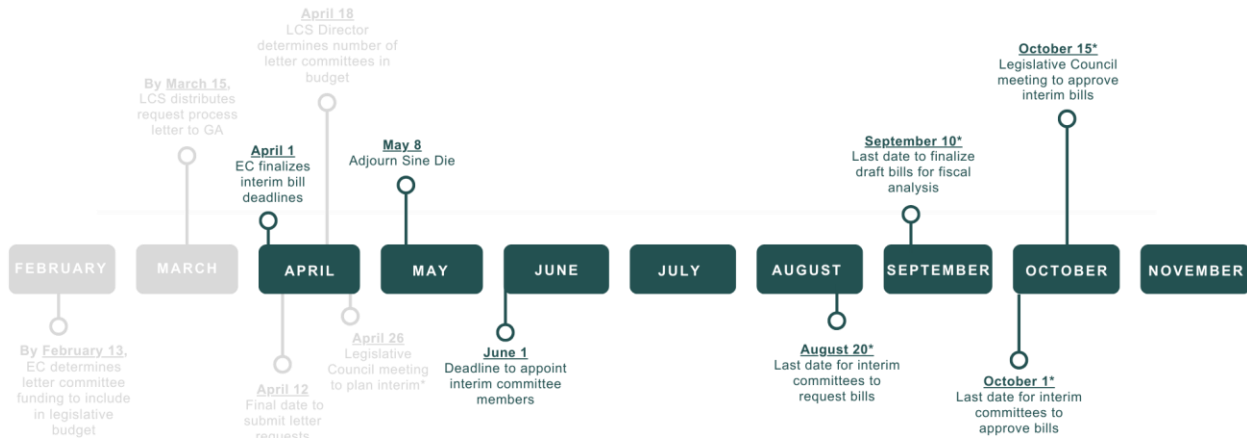 April 18
LCS Director
determines number of
letter committees in
budget
By March 15,
LCS distributes
request process
letter to GA
April 1
EC finalizes
interim bill
deadlines
May 8
Adjourn Sine Die
September 10*
Last date to finalize
draft bills for fiscal
analysis
October 15*
Legislative Council
meeting to approve
interim bills
FEBRUARY
MARCH
APRIL
MAY
JUNE
JULY
AUGUST
SEPTEMBER
OCTOBER
NOVEMBER
By February 13,
EC determines
letter committee
funding to include
in legislative
budget
April 12
Final date to
submit letter
requests
April 26
Legislative
Council meeting
to plan interim*
June 1
Deadline to appoint
interim committee
members
August 20*
Last date for interim
committees to
request bills
October 1*
Last date for interim
committees to
approve bills